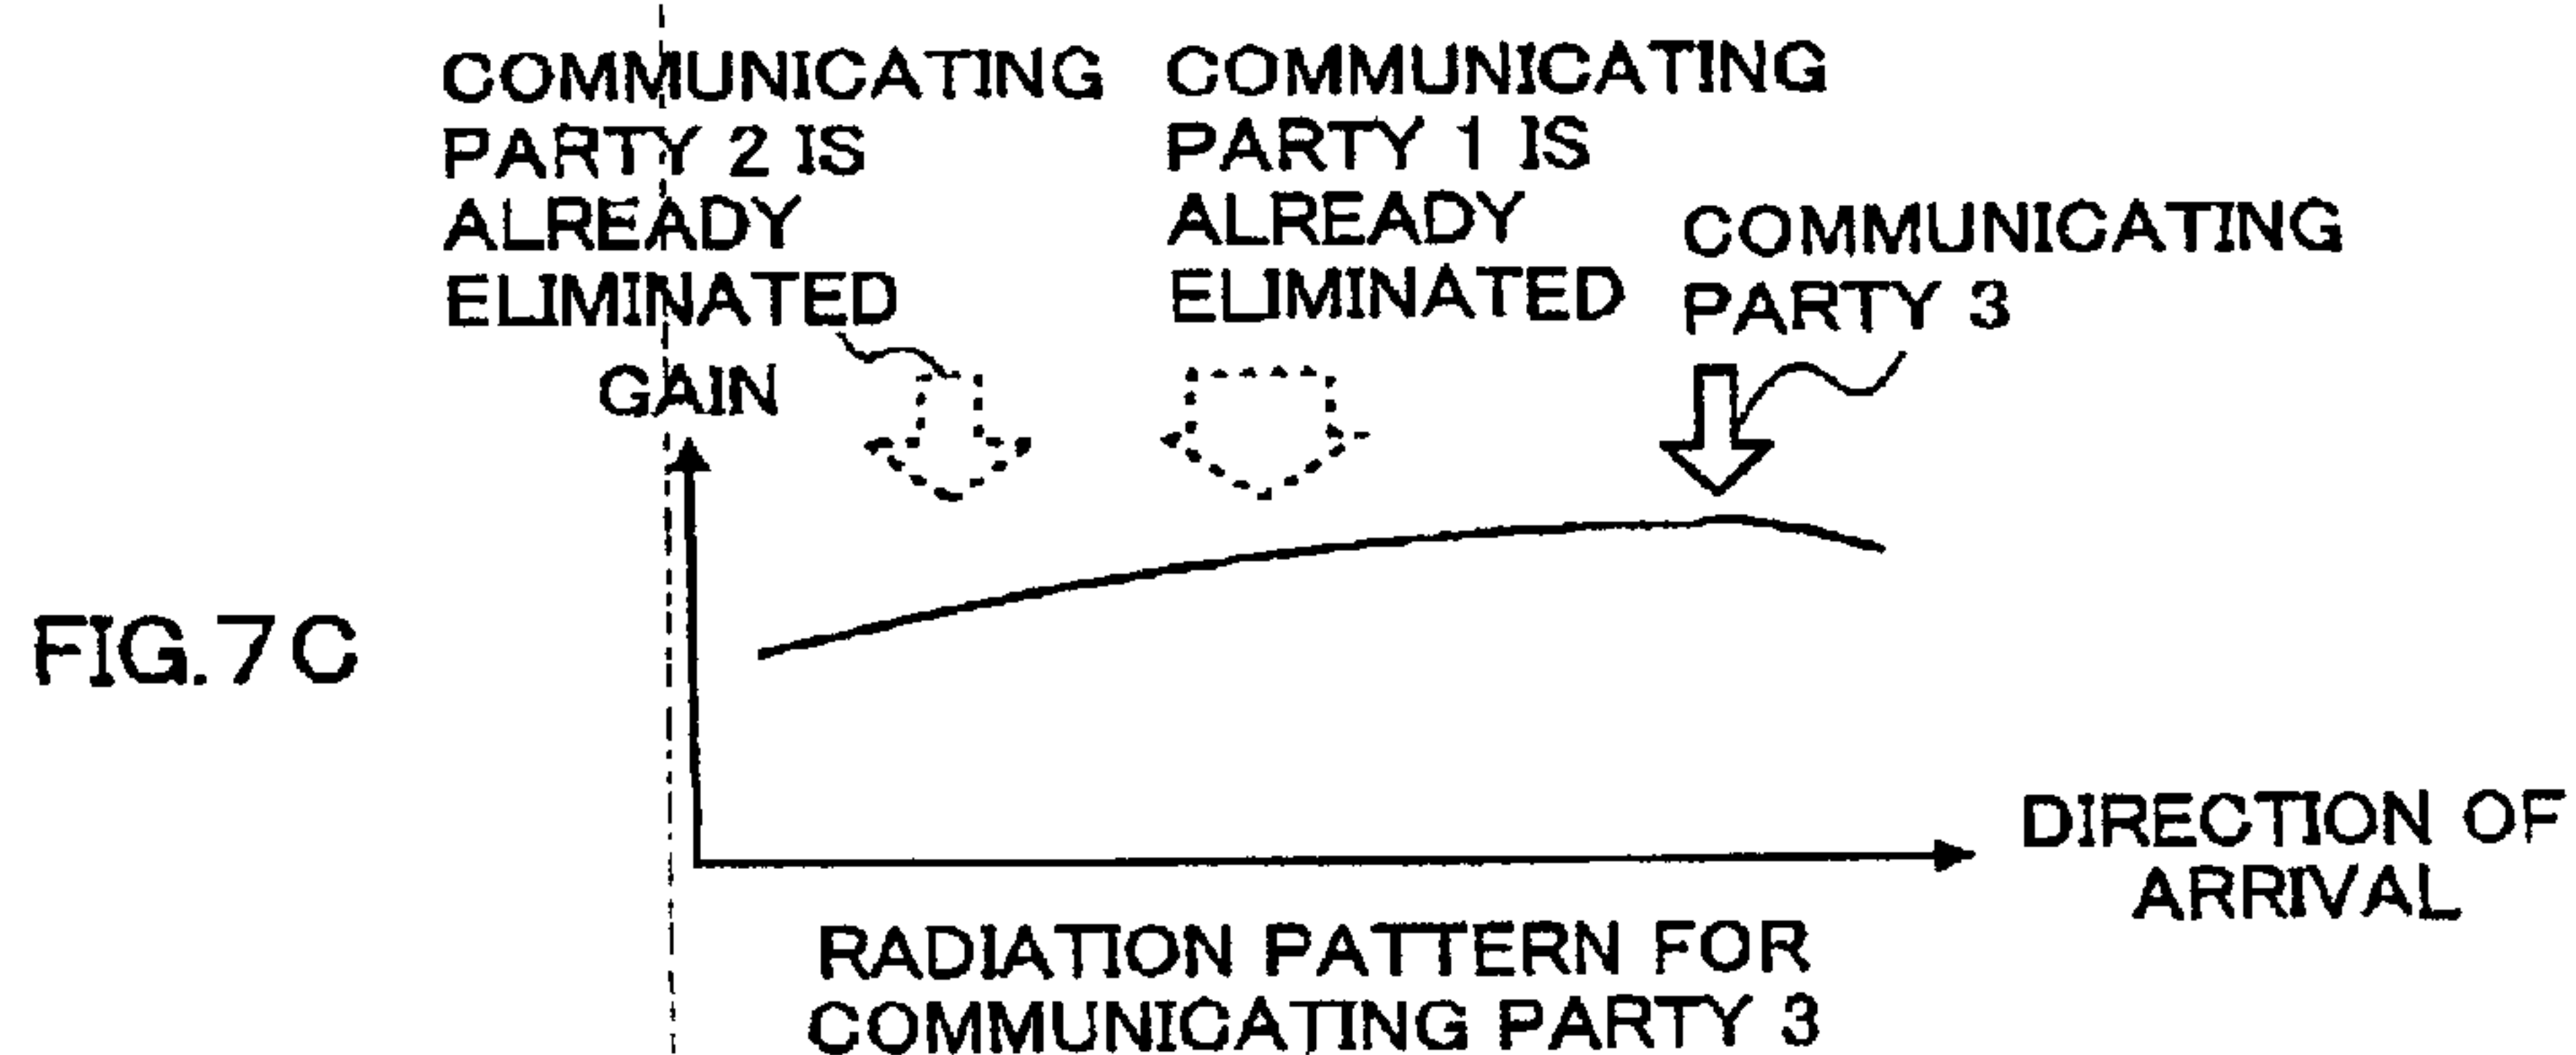 COMMUNICATING
PARTY 2 IS
ALREADY
ELIMINATED
COMMUNICATING
PARTY 1 IS
ALREADY
ELIMINATED
COMMUNICATING
PARTY 3
GAIN
FIG.7C
DIRECTION OF
ARRIVAL
RADIATION PATTERN FOR
COMMUNICATING PARTY 3